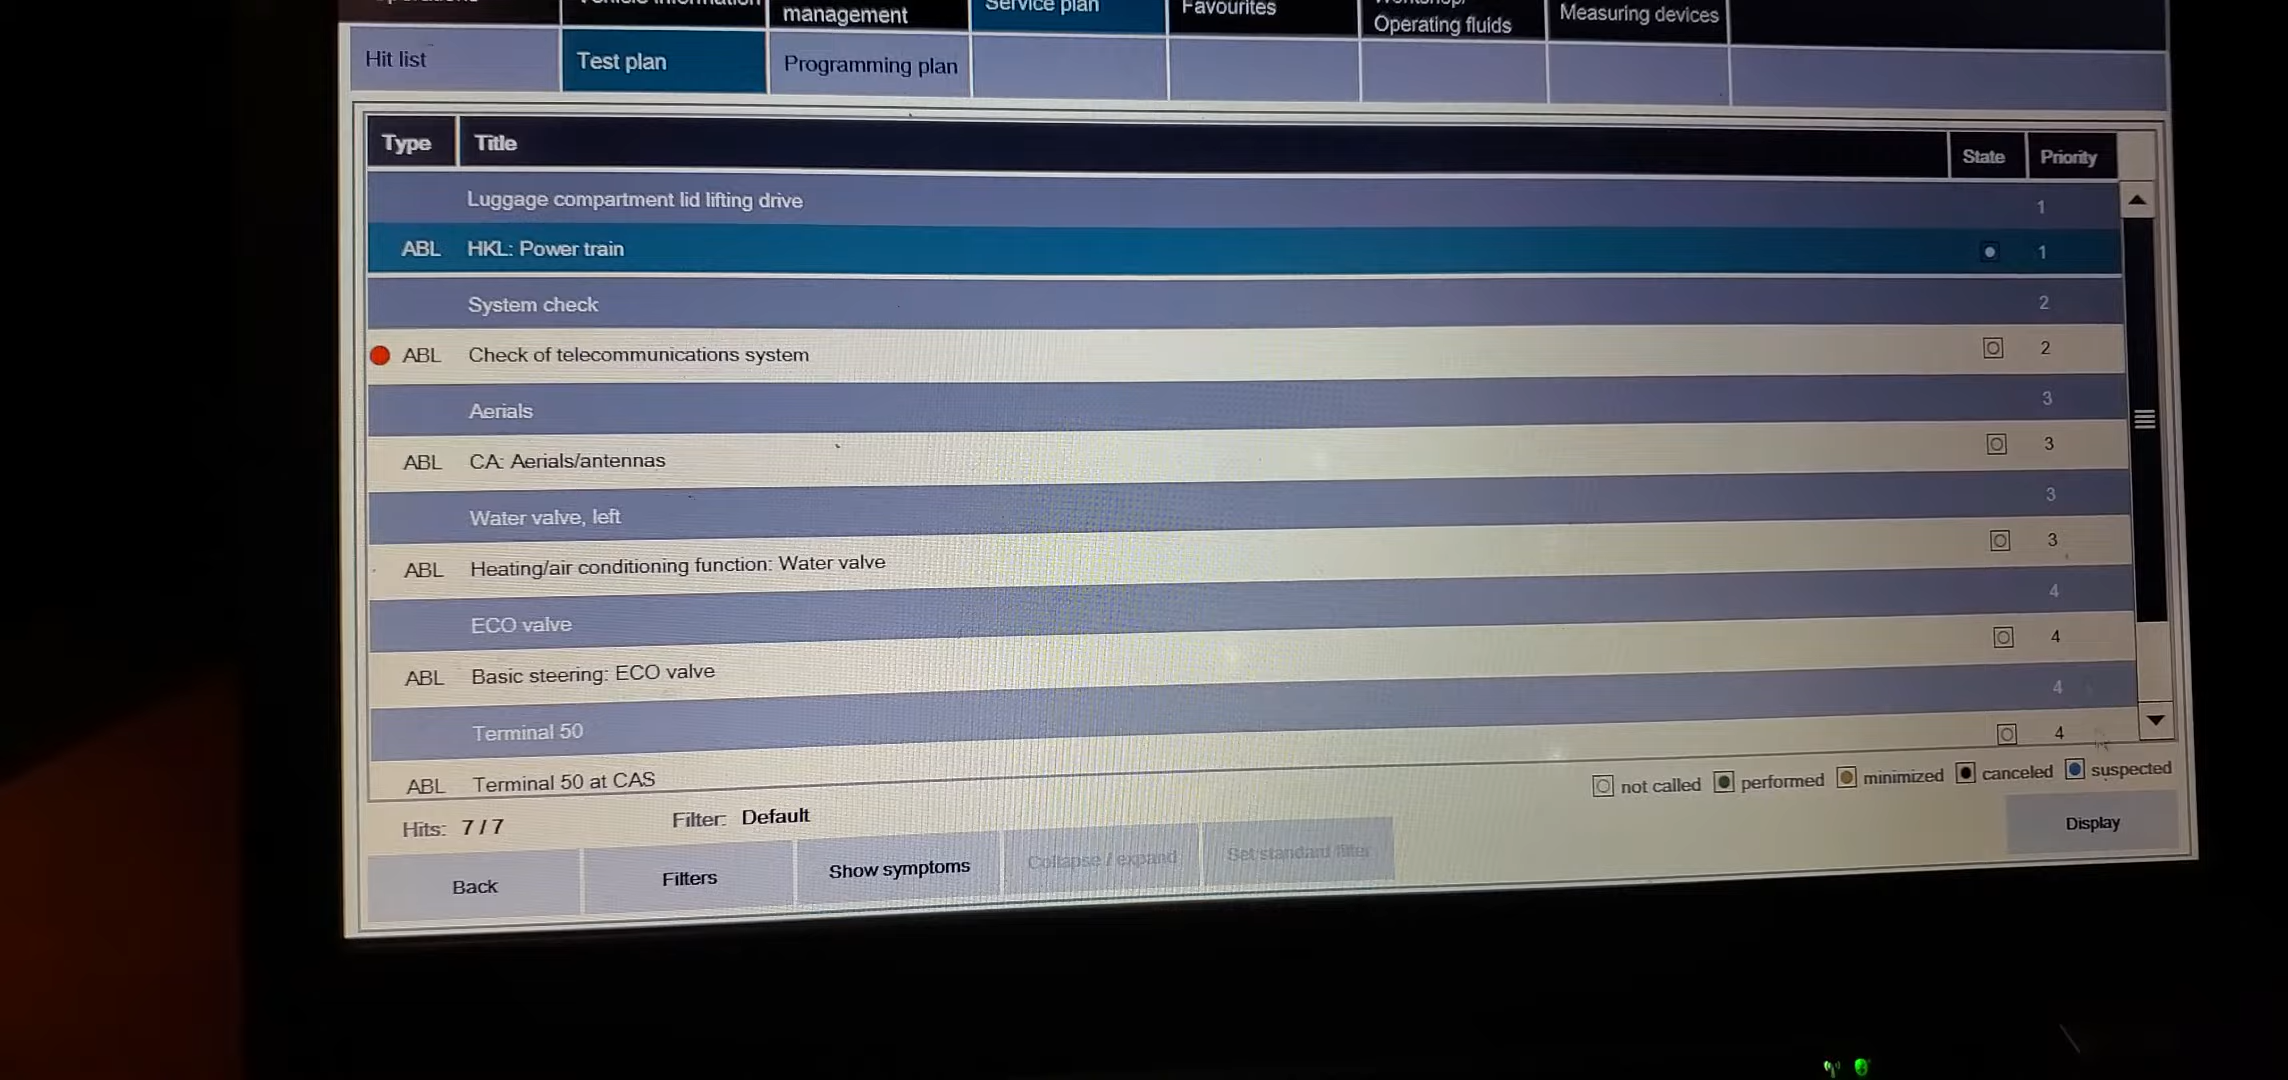 management
Service plan
Favourites
Operating fluids
Measuring devices
Hit list
Test plan
Programming plan
Type
Title
State
Priority
Luggage compartment lid lifting drive
1
ABL
HKL: Power train
1
System check
2
ABL
Check of telecommunications system
2
Aerials
3
ABL
CA: Aerials/antennas
3
Water valve, left
3
ABL
Heating/air conditioning function: Water valve
3
ECO valve
4
ABL
Basic steering: ECO valve
4
Terminal 50
4
ABL
Terminal 50 at CAS
4
not called
performed
minimized
canceled
suspected
Hits: 7 / 7
Filter: Default
Display
Back
Filters
Show symptoms
Collapse / expand
Set standard filter